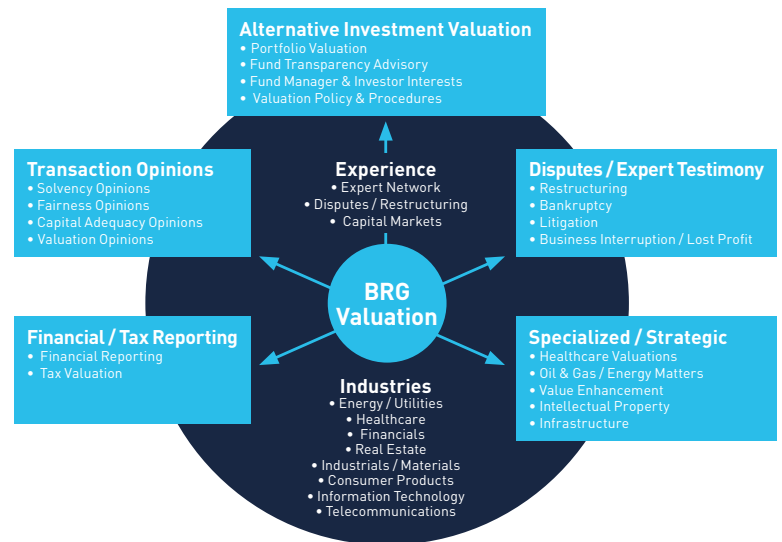 Alternative Investment Valuation
• Portfolio Valuation
• Fund Transparency Advisory
• Fund Manager & Investor Interests
• Valuation Policy & Procedures
Transaction Opinions
• Solvency Opinions
• Fairness Opinions
• Capital Adequacy Opinions
• Valuation Opinions
Experience
• Expert Network
• Disputes / Restructuring
• Capital Markets
Disputes / Expert Testimony
• Restructuring
• Bankruptcy
• Litigation
• Business Interruption / Lost Profit
BRG
Valuation
Financial / Tax Reporting
• Financial Reporting
• Tax Valuation
Specialized / Strategic
• Healthcare Valuations
• Oil & Gas / Energy Matters
• Value Enhancement
• Intellectual Property
• Infrastructure
Industries
• Energy / Utilities
• Healthcare
• Financials
• Real Estate
• Industrials / Materials
• Consumer Products
• Information Technology
• Telecommunications